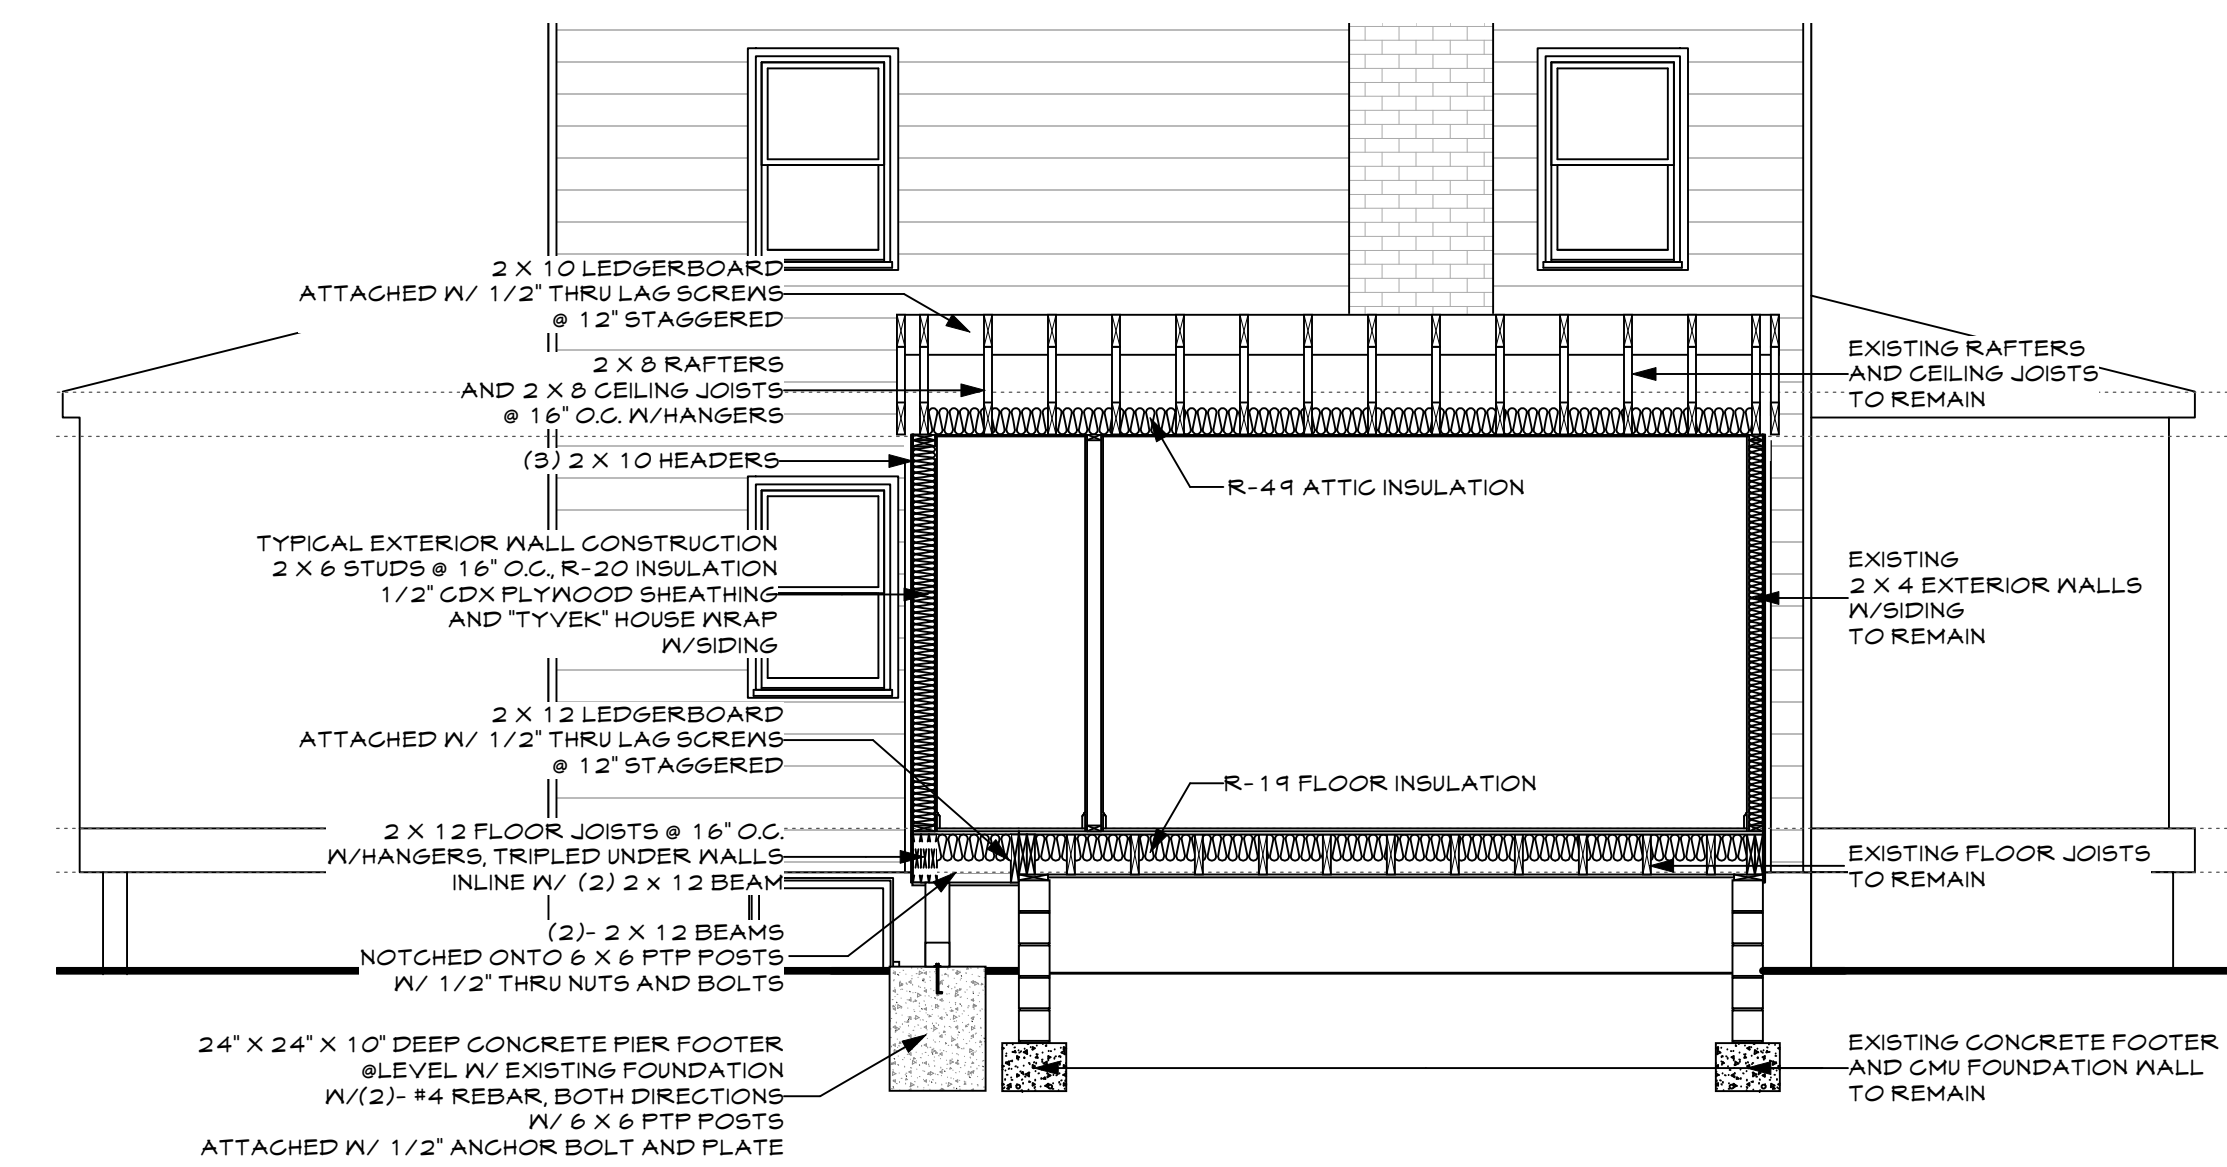 2 X 10 LEDGERBOARD
ATTACHED W/ 1/2" THRU LAG SCREWS
@ 12" STAGGERED
2 X 8 RAFTERS
AND 2 X 8 CEILING JOISTS
@ 16" O.C. W/HANGERS
(3) 2 X 10 HEADERS
TYPICAL EXTERIOR WALL CONSTRUCTION
2 X 6 STUDS @ 16" O.C., R-20 INSULATION
1/2" CDX PLYWOOD SHEATHING
AND "TYVEK" HOUSE WRAP
W/SIDING
2 X 12 LEDGERBOARD
ATTACHED W/ 1/2" THRU LAG SCREWS
@ 12" STAGGERED
2 X 12 FLOOR JOISTS @ 16" O.C.
W/HANGERS, TRIPLED UNDER WALLS
INLINE W/ (2) 2 x 12 BEAM
(2)- 2 X 12 BEAMS
NOTCHED ONTO 6 X 6 PTP POSTS
W/ 1/2" THRU NUTS AND BOLTS
24" X 24" X 10" DEEP CONCRETE PIER FOOTER
@LEVEL W/ EXISTING FOUNDATION
W/(2)- #4 REBAR, BOTH DIRECTIONS
W/ 6 X 6 PTP POSTS
ATTACHED W/ 1/2" ANCHOR BOLT AND PLATE
R-49 ATTIC INSULATION
R-19 FLOOR INSULATION
EXISTING RAFTERS
AND CEILING JOISTS
TO REMAIN
EXISTING
2 X 4 EXTERIOR WALLS
W/SIDING
TO REMAIN
EXISTING FLOOR JOISTS
TO REMAIN
EXISTING CONCRETE FOOTER
AND CMU FOUNDATION WALL
TO REMAIN